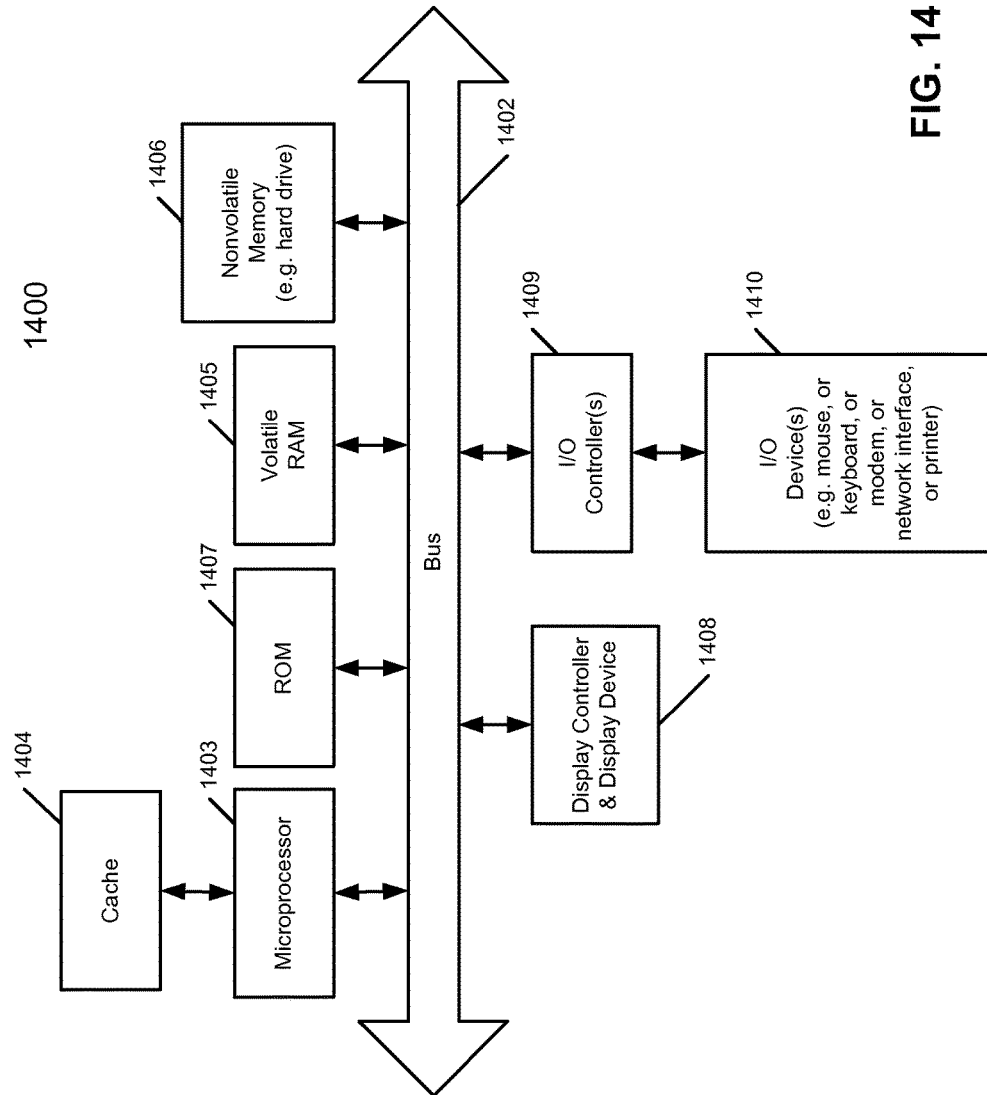 1400
1404
Cache
1403
Microprocessor
1407
ROM
1405
Volatile
RAM
1406
Nonvolatile
Memory
(e.g. hard drive)
Bus
1402
Display Controller
& Display Device
1408
1409
I/O
Controller(s)
1410
I/O
Device(s)
(e.g. mouse, or
keyboard, or
modem, or
network interface,
or printer)
FIG. 14